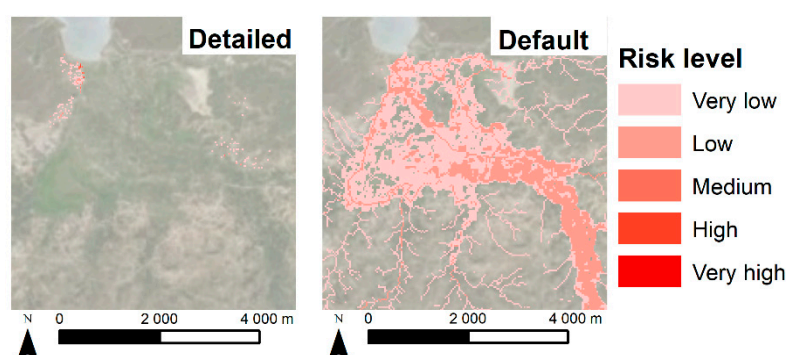 Detailed
Default
Risk level
Very low
Low
Medium
High
Very high
N
0 2 000 4 000 m
N
0 2 000 4 000 m